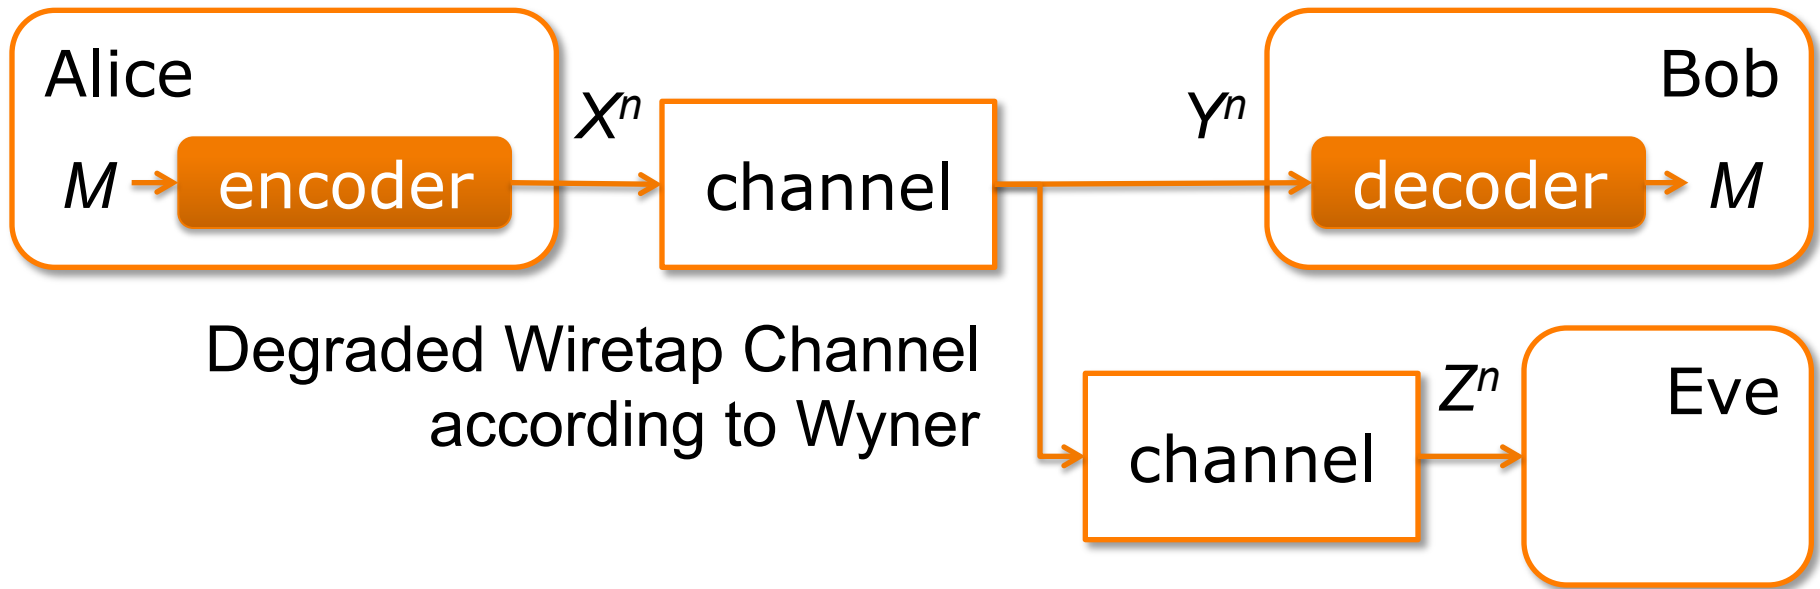 Alice
Bob
Xⁿ
Yⁿ
M
encoder
channel
decoder
M
Degraded Wiretap Channel
according to Wyner
Zⁿ
Eve
channel